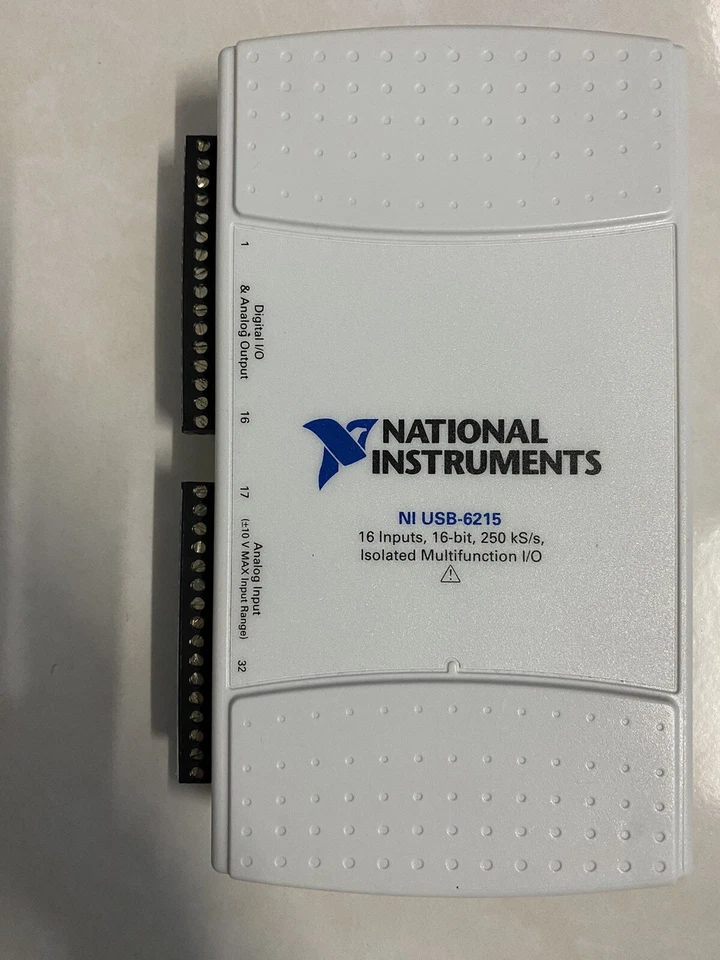 1
Digital I/O
& Analog Output
16
17
Analog Input
(±10 V MAX Input Range)
32
NATIONAL
INSTRUMENTS
NI USB-6215
16 Inputs, 16-bit, 250 kS/s,
Isolated Multifunction I/O